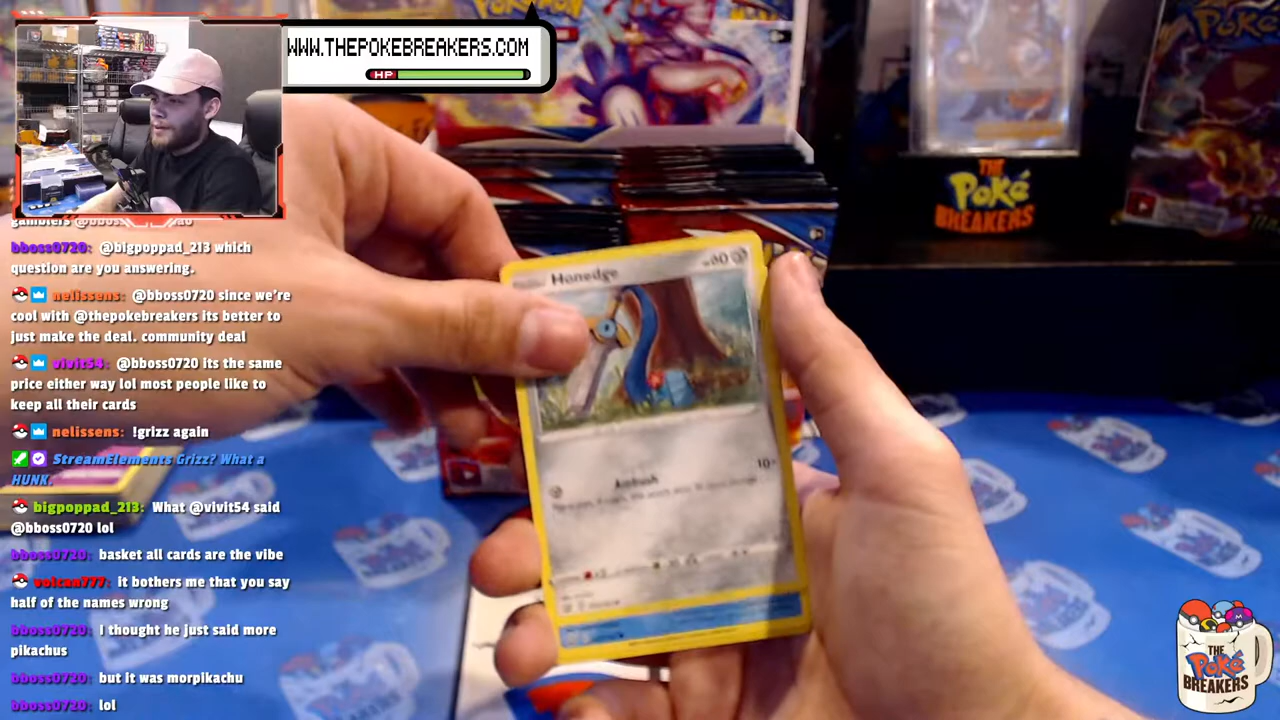 WWW.THEPOKEBREAKERS.COM
HP
gamblers @bboss
bboss0720: @bigpoppad_213 which
question are you answering.
nelissens: @bboss0720 since we're
cool with @thepokebreakers its better to
just make the deal. community deal
vivit54: @bboss0720 its the same
price either way lol most people like to
keep all their cards
nelissens: !grizz again
StreamElements Grizz? What a
HUNK.
bigpoppad_213: What @vivit54 said
@bboss0720 lol
bboss0720: basket all cards are the vibe
volcan777: it bothers me that you say
half of the names wrong
bboss0720: I thought he just said more
pikachus
bboss0720: but it was morpikachu
bboss0720: lol
THE
Poké
BREAKERS
Honedge
60
Ambush
10+
THE
Poké
BREAKERS